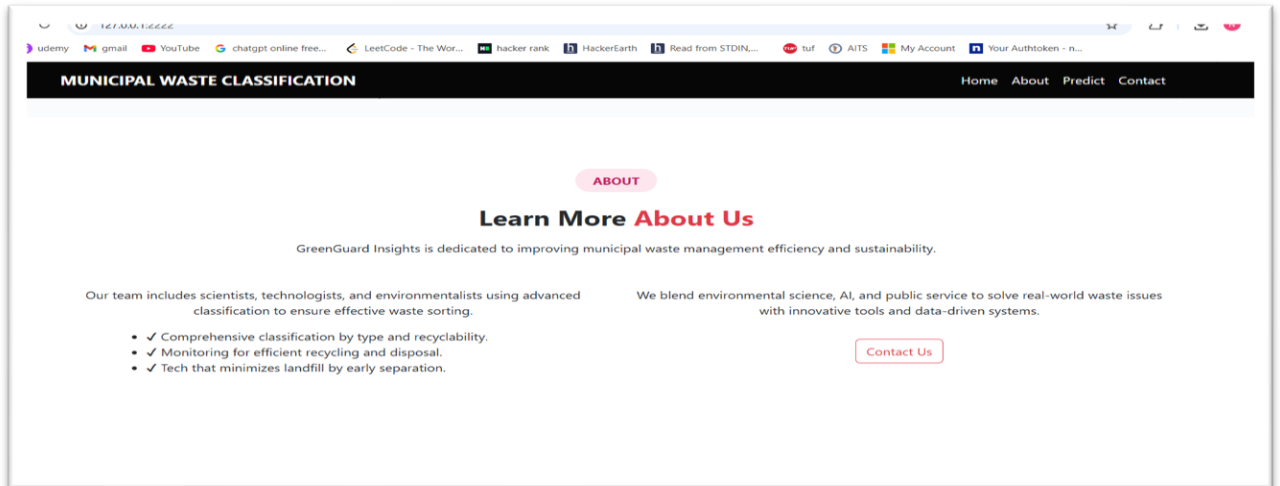 127.0.0.1:2222
udemy gmail YouTube chatgpt online free... LeetCode - The Wor... hacker rank HackerEarth Read from STDIN,... tuf AITS My Account Your Authtoken - n...
MUNICIPAL WASTE CLASSIFICATION Home About Predict Contact
ABOUT
Learn More About Us
GreenGuard Insights is dedicated to improving municipal waste management efficiency and sustainability.
Our team includes scientists, technologists, and environmentalists using advanced
classification to ensure effective waste sorting.
• ✓ Comprehensive classification by type and recyclability.
• ✓ Monitoring for efficient recycling and disposal.
• ✓ Tech that minimizes landfill by early separation.
We blend environmental science, AI, and public service to solve real-world waste issues
with innovative tools and data-driven systems.
Contact Us